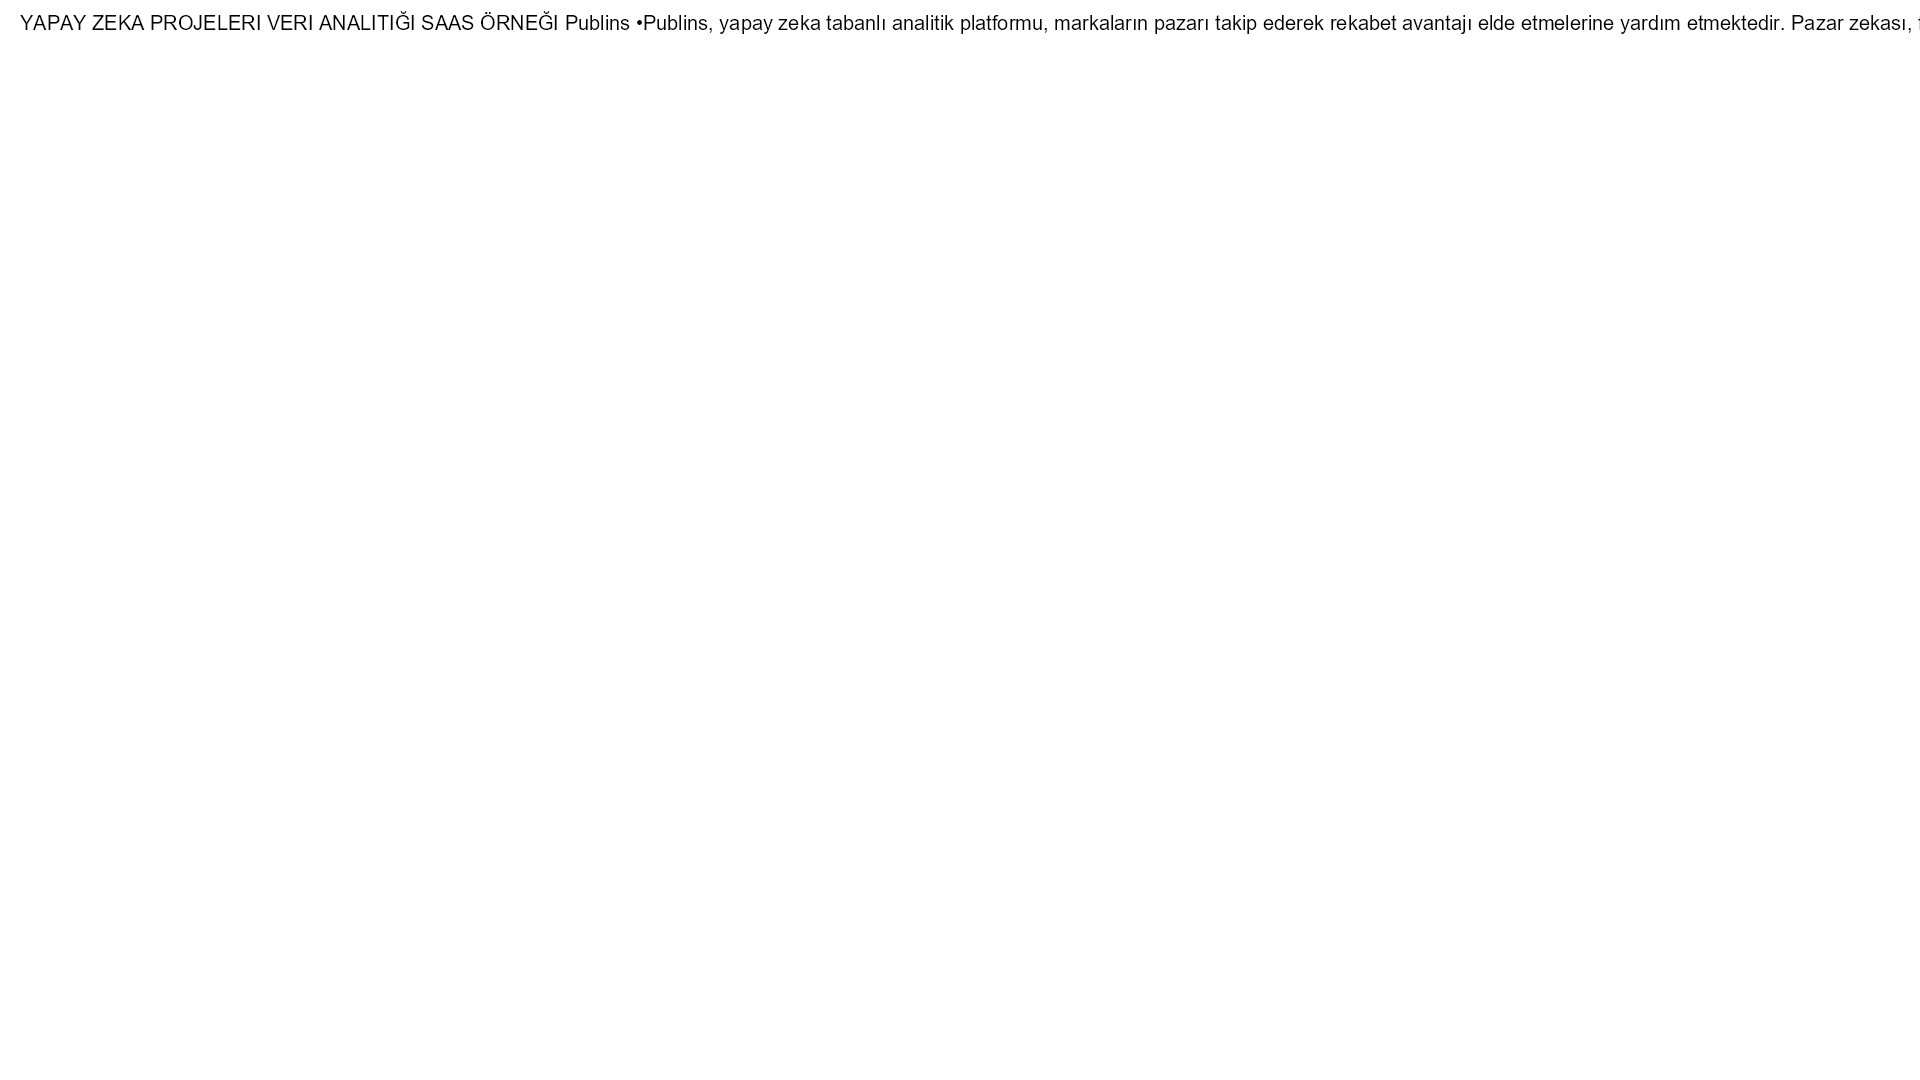 YAPAY ZEKA PROJELERI VERI ANALITIĞI SAAS ÖRNEĞI Publins •Publins, yapay zeka tabanlı analitik platformu, markaların pazarı takip ederek rekabet avantajı elde etmelerine yardım etmektedir. Pazar zekası,